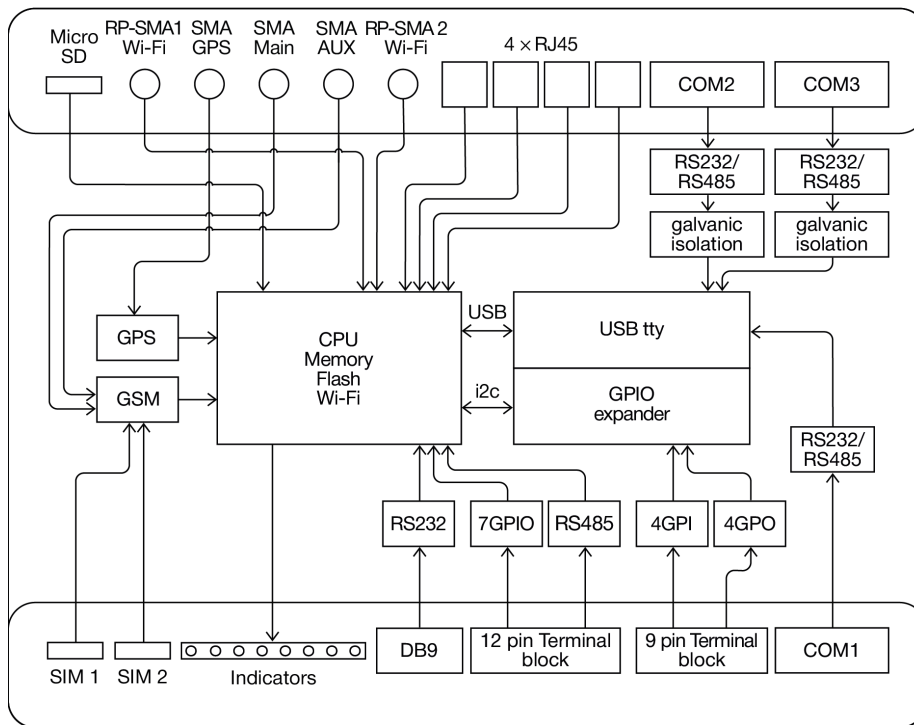 Micro
SD
RP-SMA1
Wi-Fi
SMA
GPS
SMA
Main
SMA
AUX
RP-SMA 2
Wi-Fi
4 × RJ45
COM2
COM3
RS232/
RS485
RS232/
RS485
galvanic
isolation
galvanic
isolation
GPS
GSM
CPU
Memory
Flash
Wi-Fi
USB
i2c
USB tty
GPIO
expander
RS232/
RS485
RS232
7GPIO
RS485
4GPI
4GPO
SIM 1
SIM 2
Indicators
DB9
12 pin Terminal
block
9 pin Terminal
block
COM1